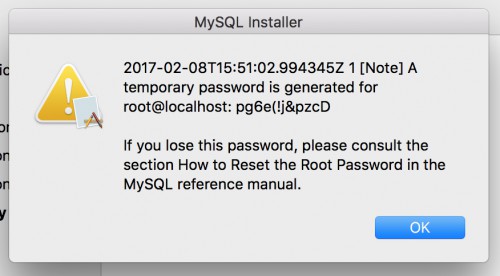 MySQL Installer
2017-02-08T15:51:02.994345Z 1 [Note] A
temporary password is generated for
root@localhost: pg6e(!j&pzcD
If you lose this password, please consult the
section How to Reset the Root Password in the
MySQL reference manual.
OK